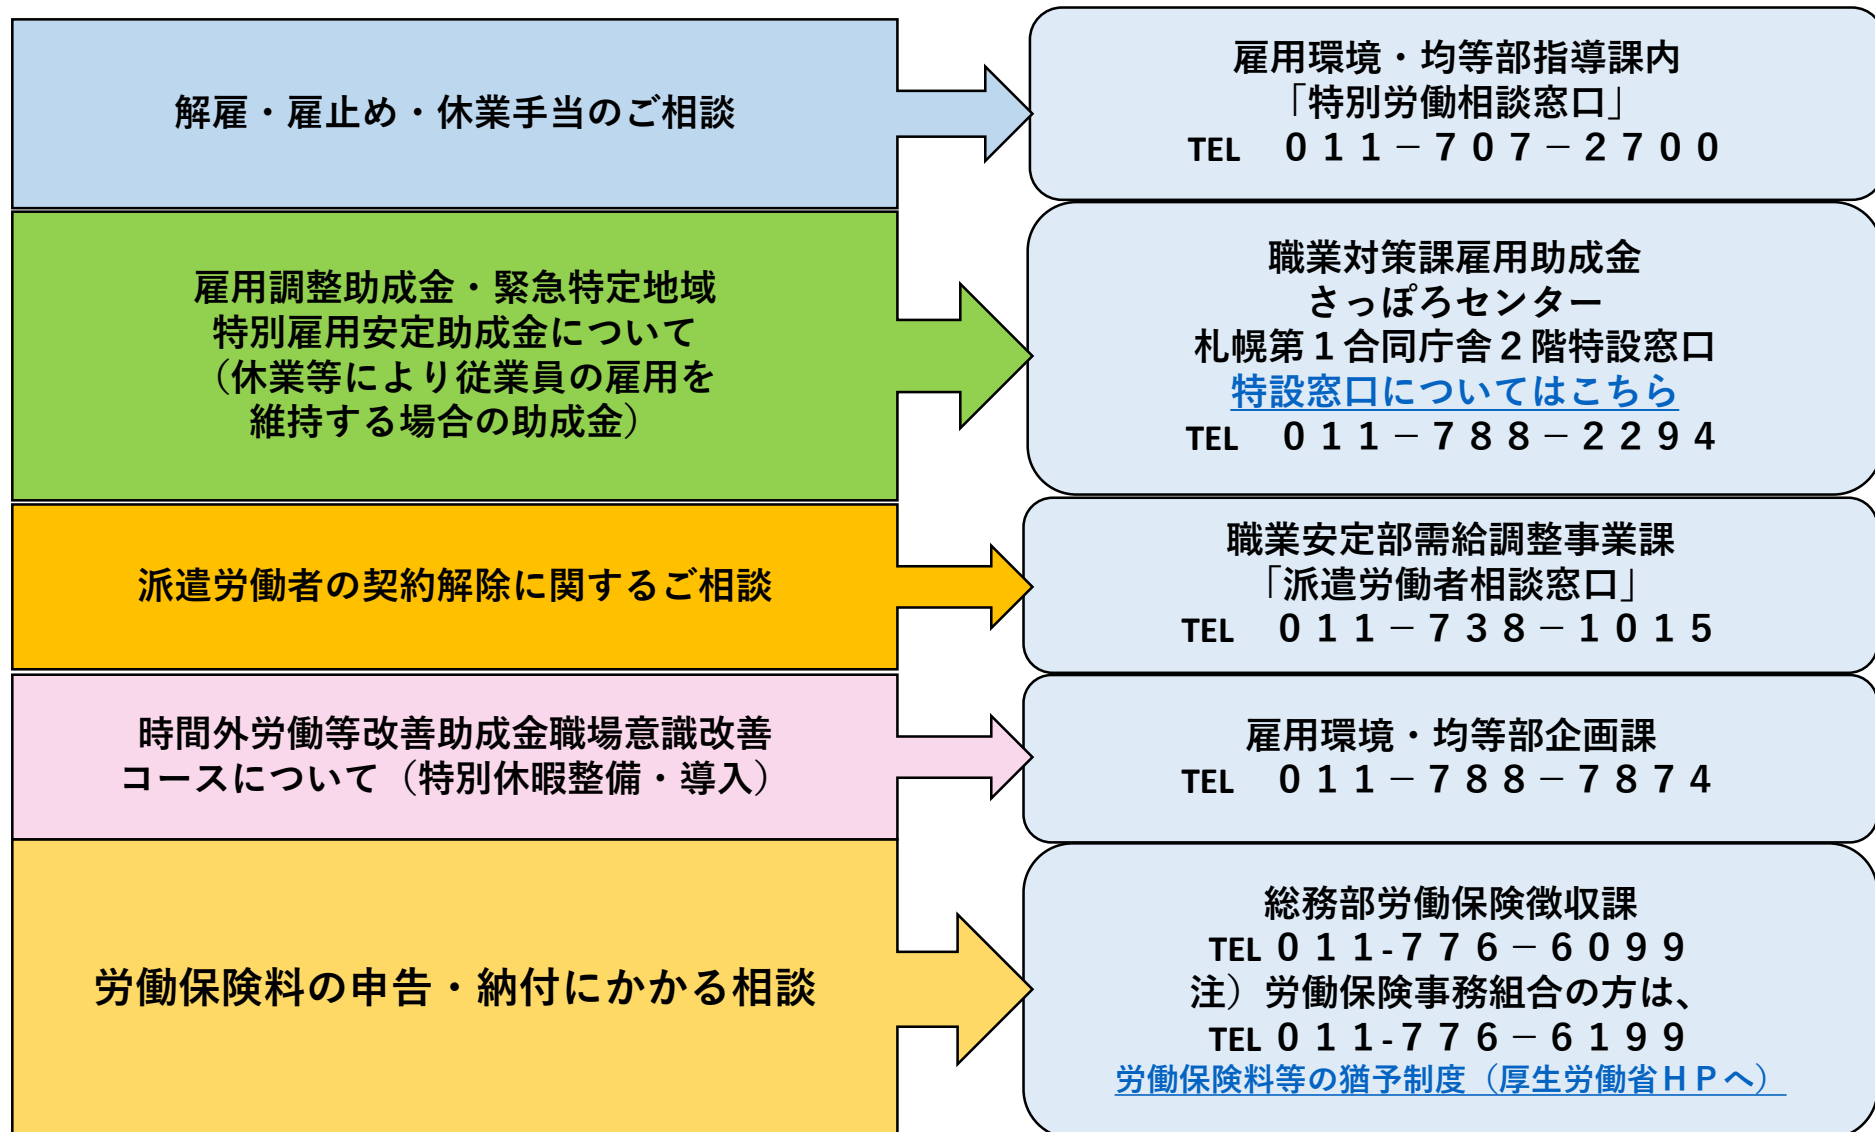 解雇・雇止め・休業手当のご相談
雇用環境・均等部指導課内
「特別労働相談窓口」
TEL　０１１－７０７－２７００
雇用調整助成金・緊急特定地域
特別雇用安定助成金について
（休業等により従業員の雇用を
維持する場合の助成金）
職業対策課雇用助成金
さっぽろセンター
札幌第１合同庁舎２階特設窓口
特設窓口についてはこちら
TEL　０１１－７８８－２２９４
派遣労働者の契約解除に関するご相談
職業安定部需給調整事業課
「派遣労働者相談窓口」
TEL　０１１－７３８－１０１５
時間外労働等改善助成金職場意識改善
コースについて（特別休暇整備・導入）
雇用環境・均等部企画課
TEL　０１１－７８８－７８７４
労働保険料の申告・納付にかかる相談
総務部労働保険徴収課
TEL ０１１-７７６－６０９９
注）労働保険事務組合の方は、
TEL ０１１-７７６－６１９９
労働保険料等の猶予制度（厚生労働省ＨＰへ）